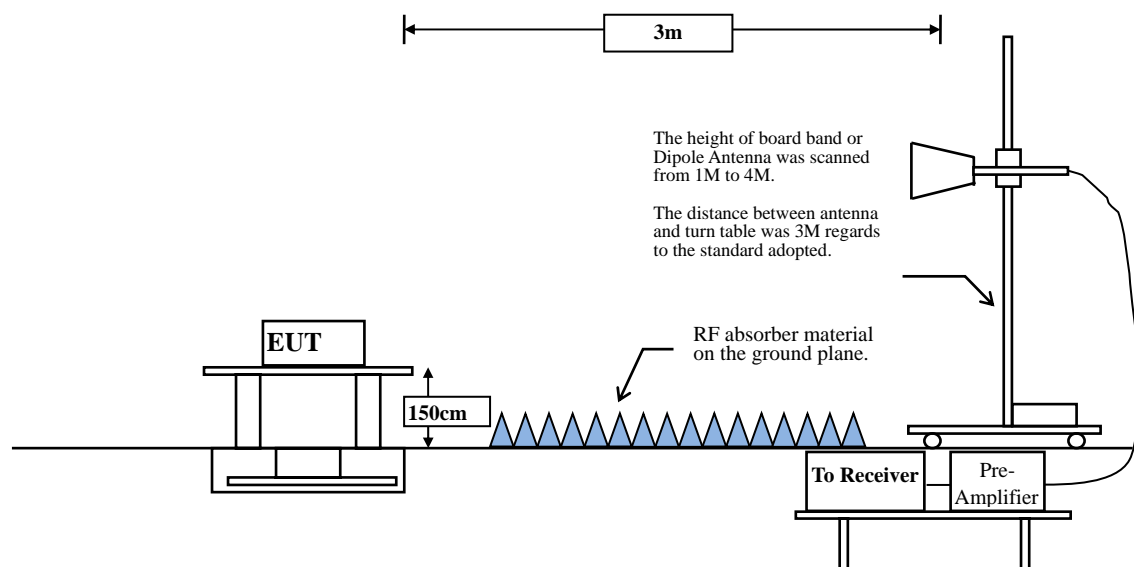 3m
The height of board band or
Dipole Antenna was scanned
from 1M to 4M.
The distance between antenna
and turn table was 3M regards
to the standard adopted.
EUT
RF absorber material
on the ground plane.
150cm
To Receiver
Pre-
Amplifier